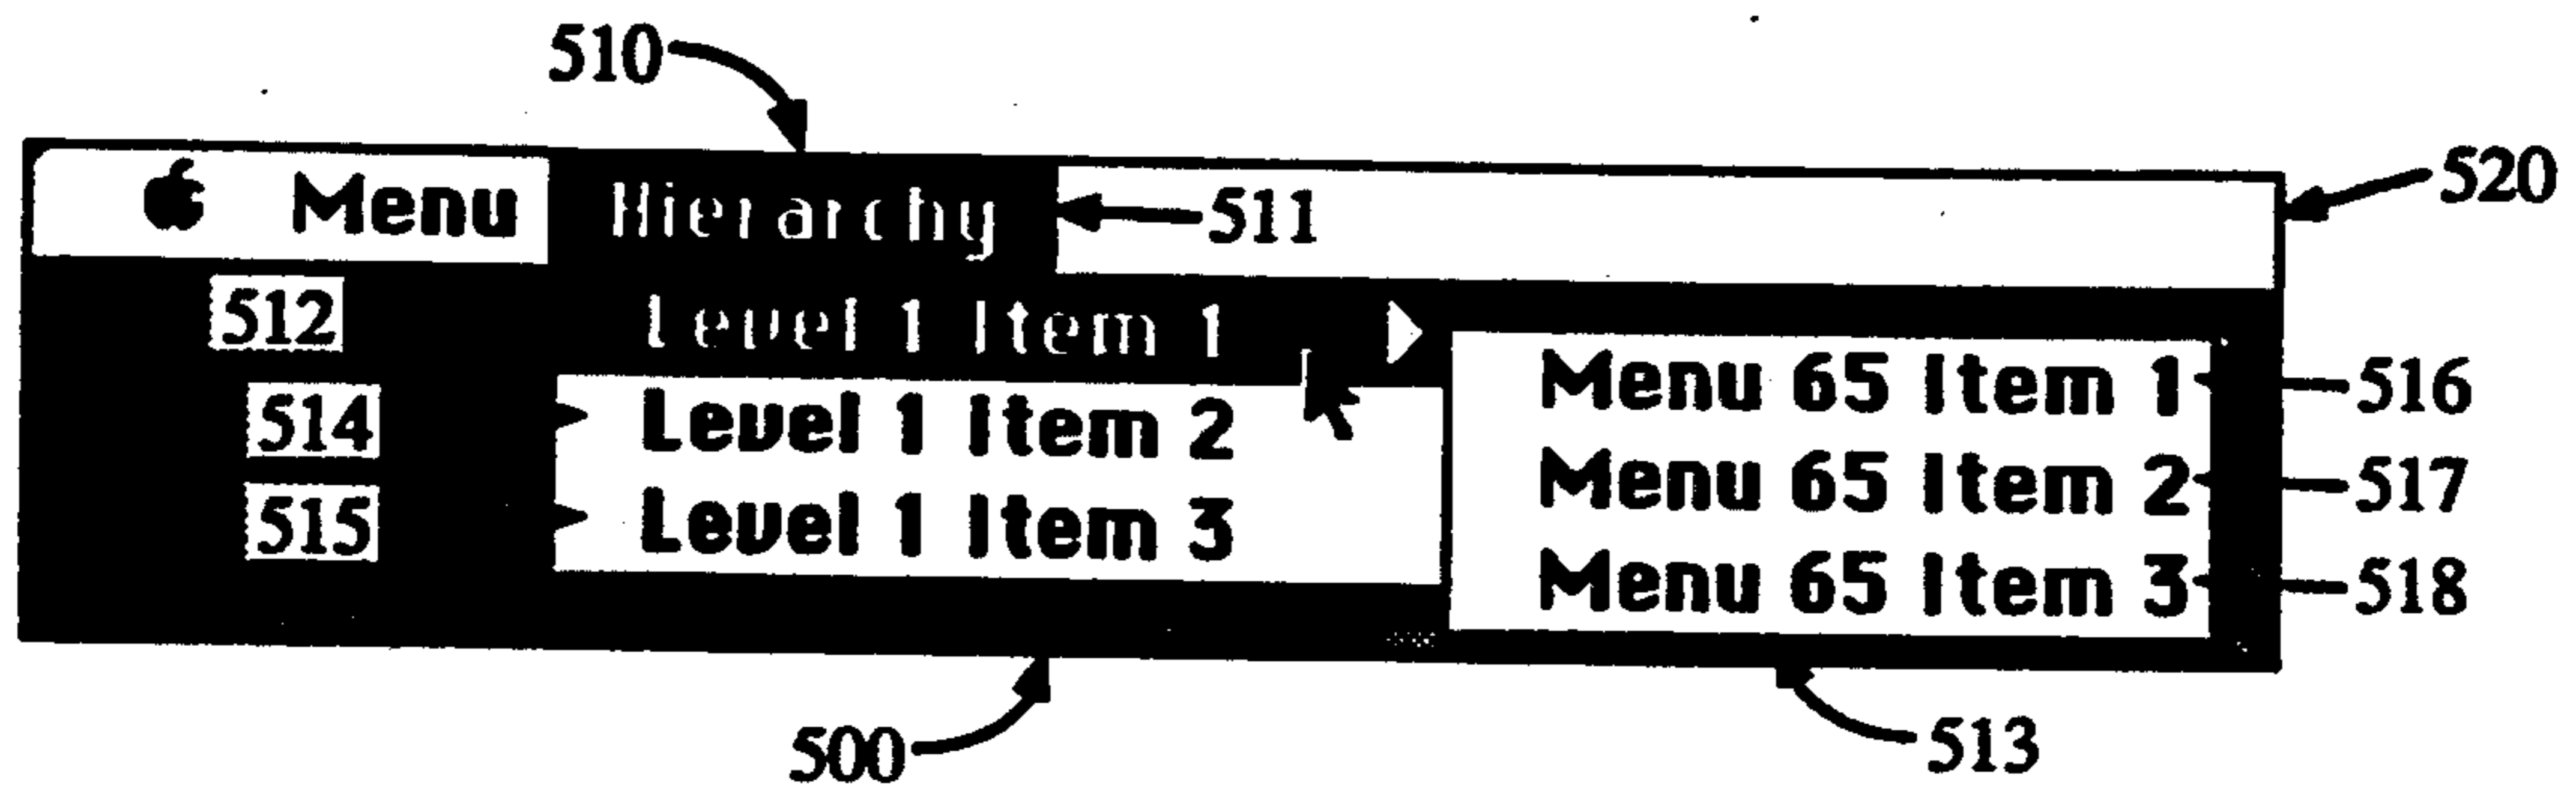 510
Menu Hierarchy 511 520
512 Level 1 Item 1
514 Level 1 Item 2 Menu 65 Item 1 516
515 Level 1 Item 3 Menu 65 Item 2 517
Menu 65 Item 3 518
500 513